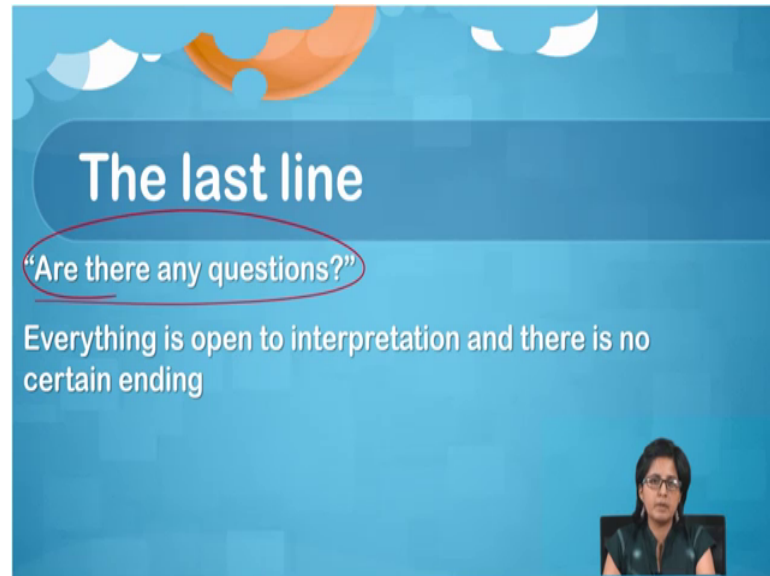 The last line
“Are there any questions?”
Everything is open to interpretation and there is no
certain ending